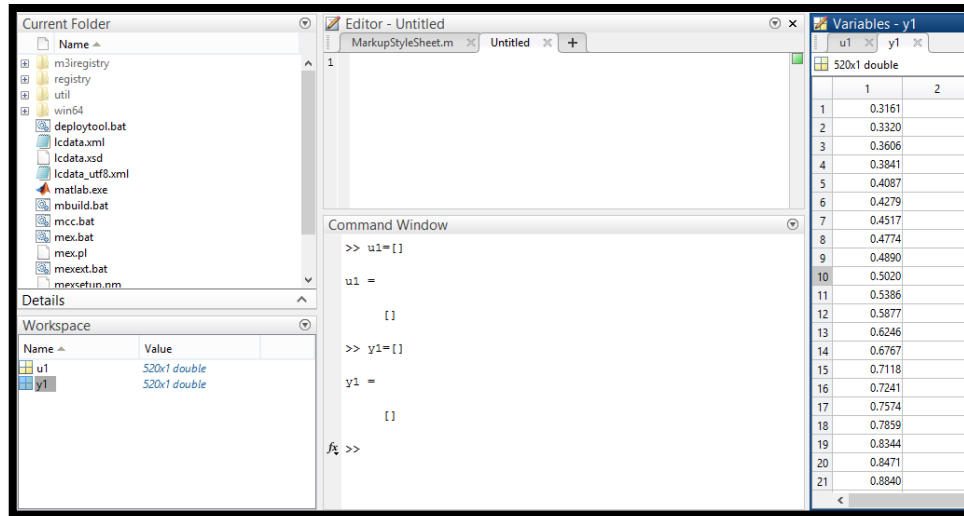 Current Folder
Name
m3iregistry
registry
util
win64
deploytool.bat
lcdata.xml
lcdata.xsd
lcdata_utf8.xml
matlab.exe
mbuild.bat
mcc.bat
mex.bat
mex.pl
mexext.bat
mexsetup.pm
Details
Workspace
Name Value
u1 520x1 double
y1 520x1 double
Editor - Untitled
MarkupStyleSheet.m Untitled +
1
Command Window
>> u1=[]
u1 =
[]
>> y1=[]
y1 =
[]
fx >>
Variables - y1
u1 y1
520x1 double
1 2
1 0.3161
2 0.3320
3 0.3606
4 0.3841
5 0.4087
6 0.4279
7 0.4517
8 0.4774
9 0.4890
10 0.5020
11 0.5386
12 0.5877
13 0.6246
14 0.6767
15 0.7118
16 0.7241
17 0.7574
18 0.7859
19 0.8344
20 0.8471
21 0.8840